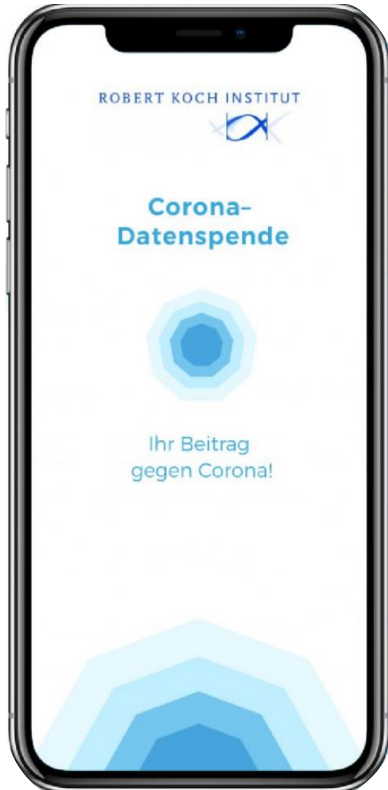 ROBERT KOCH INSTITUT
Corona-
Datenspende
Ihr Beitrag
gegen Corona!